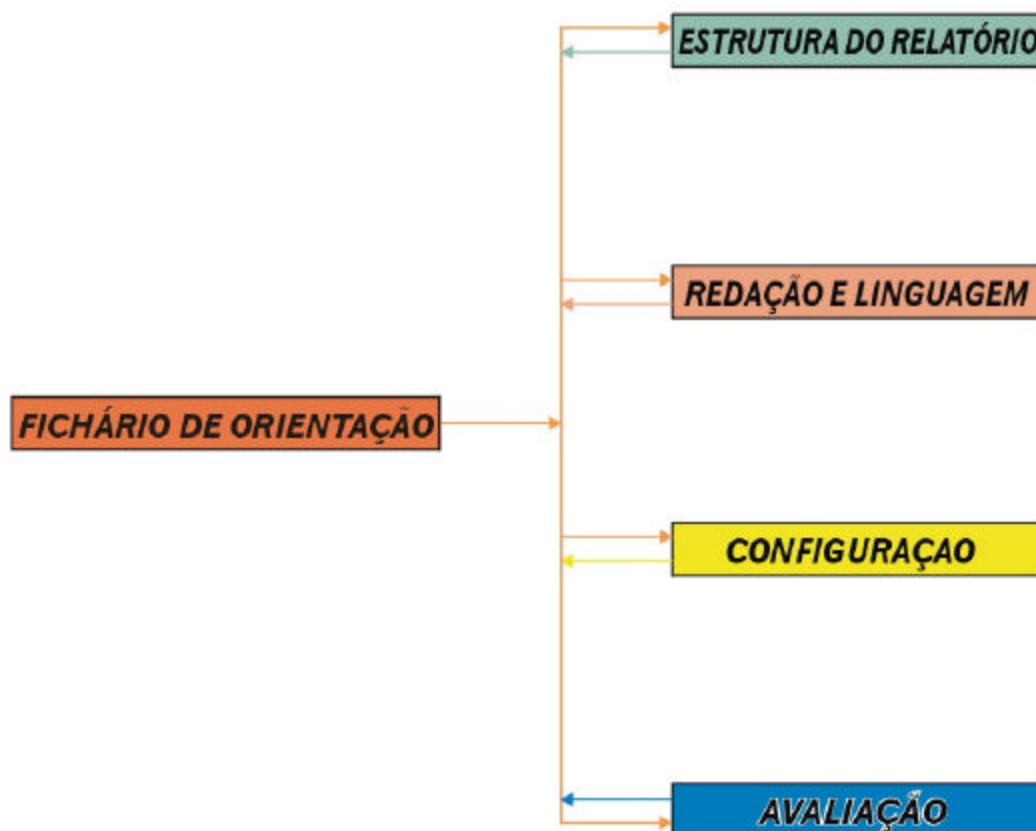 ESTRUTURA DO RELATÓRIO
REDAÇÃO E LINGUAGEM
FICHÁRIO DE ORIENTAÇÃO
CONFIGURAÇAO
AVALIAÇÃO